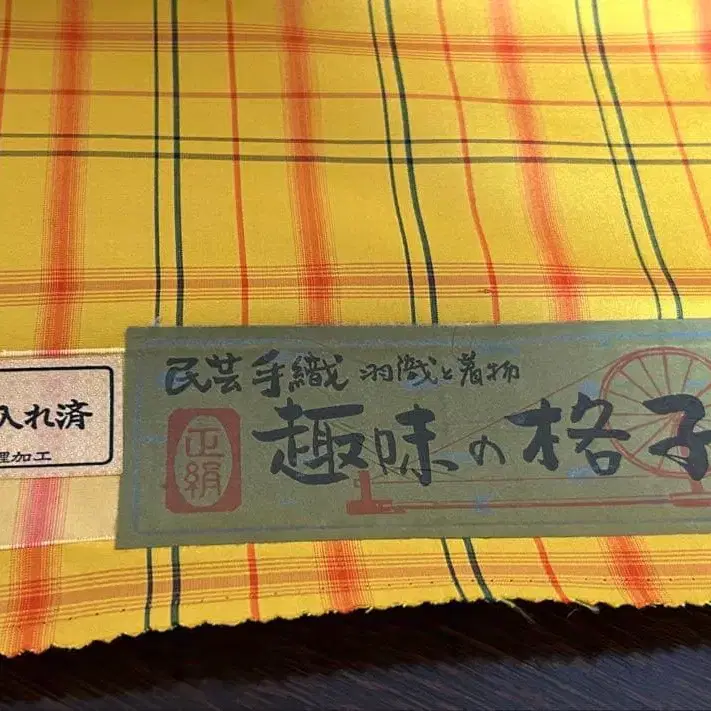 民芸手織 羽織と着物
趣味の格子
正絹
入れ済
理加工